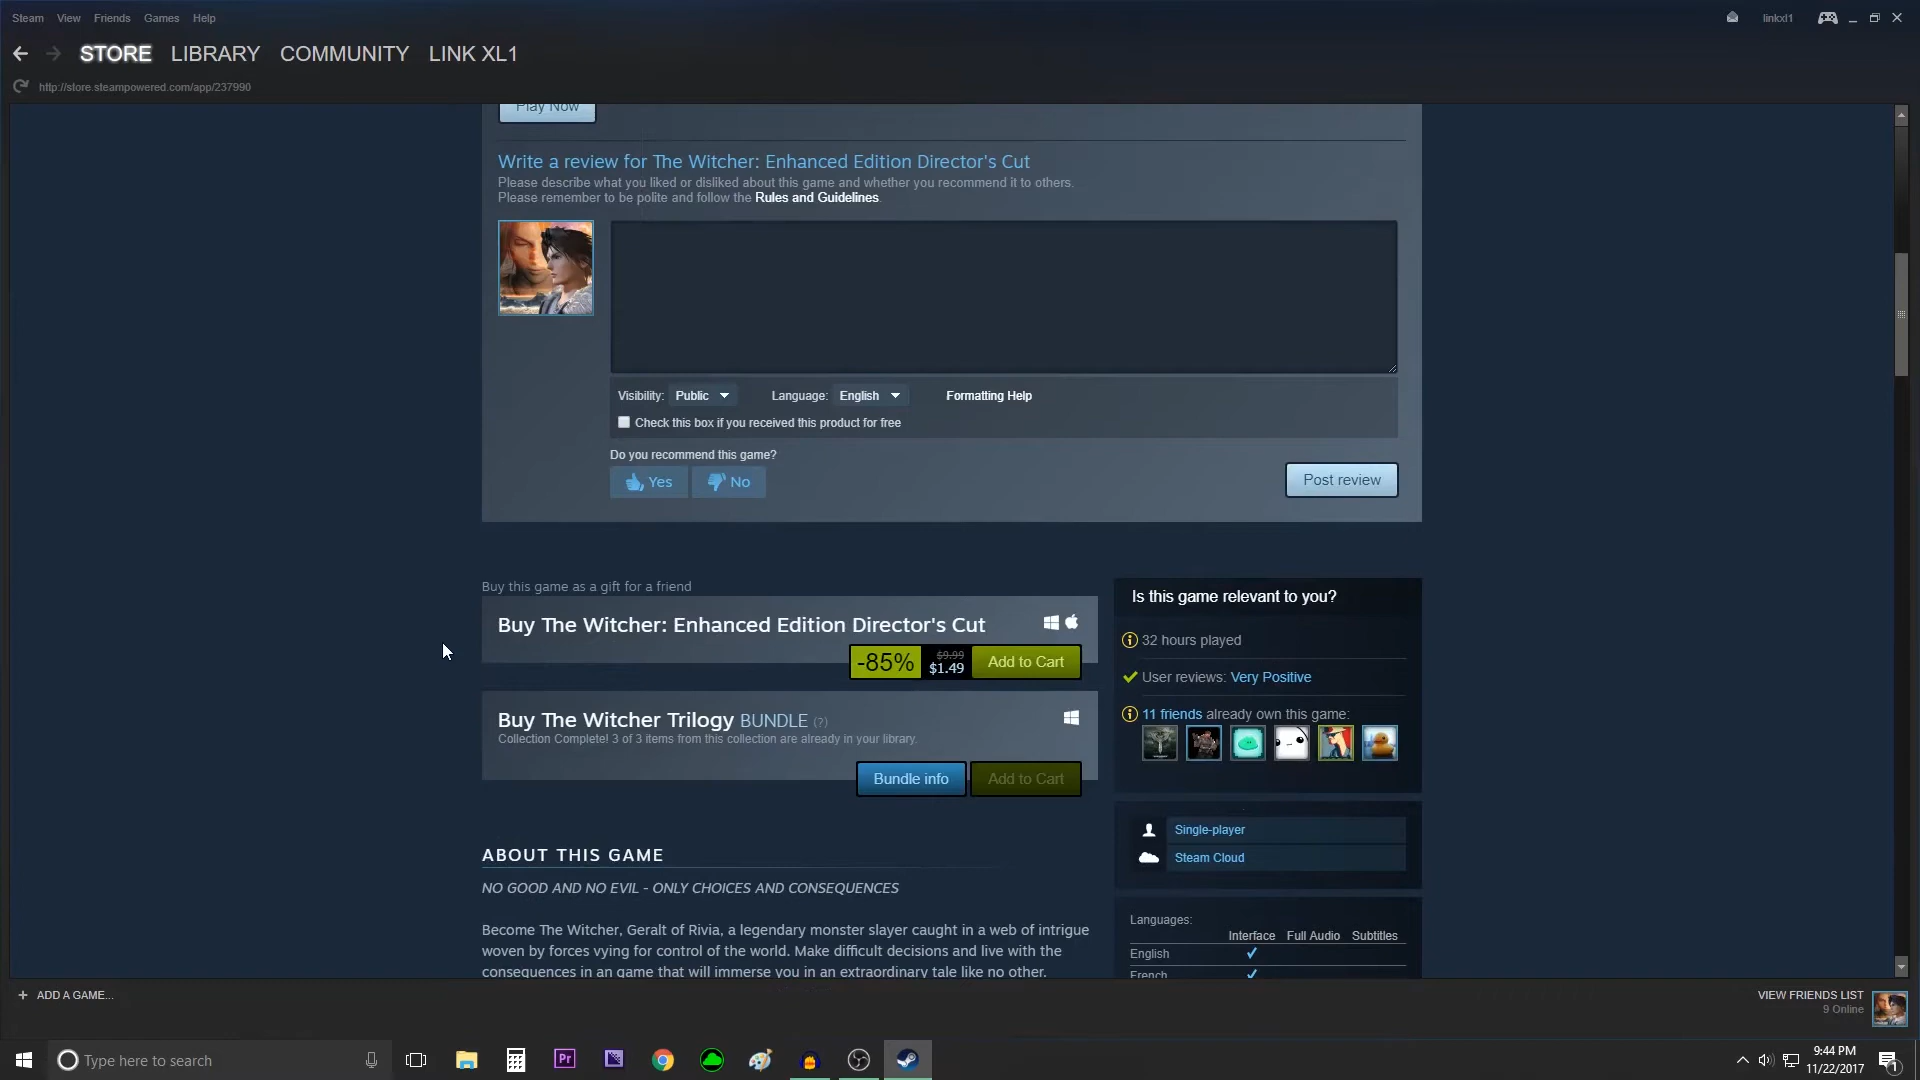 Steam View Friends Games Help
linkxl1
STORE LIBRARY COMMUNITY LINK XL1
http://store.steampowered.com/app/237990
Play Now
Write a review for The Witcher: Enhanced Edition Director's Cut
Please describe what you liked or disliked about this game and whether you recommend it to others.
Please remember to be polite and follow the Rules and Guidelines.
Visibility: Public Language: English Formatting Help
Check this box if you received this product for free
Do you recommend this game?
Yes No
Post review
Buy this game as a gift for a friend
Buy The Witcher: Enhanced Edition Director's Cut
-85% $9.99 $1.49 Add to Cart
Buy The Witcher Trilogy BUNDLE (?)
Collection Complete! 3 of 3 items from this collection are already in your library.
Bundle info Add to Cart
ABOUT THIS GAME
NO GOOD AND NO EVIL - ONLY CHOICES AND CONSEQUENCES
Become The Witcher, Geralt of Rivia, a legendary monster slayer caught in a web of intrigue
woven by forces vying for control of the world. Make difficult decisions and live with the
consequences in an game that will immerse you in an extraordinary tale like no other.
Is this game relevant to you?
32 hours played
User reviews: Very Positive
11 friends already own this game:
Single-player
Steam Cloud
Languages:
Interface Full Audio Subtitles
English
French
+ ADD A GAME...
VIEW FRIENDS LIST
9 Online
Type here to search
Pr
9:44 PM
11/22/2017
1